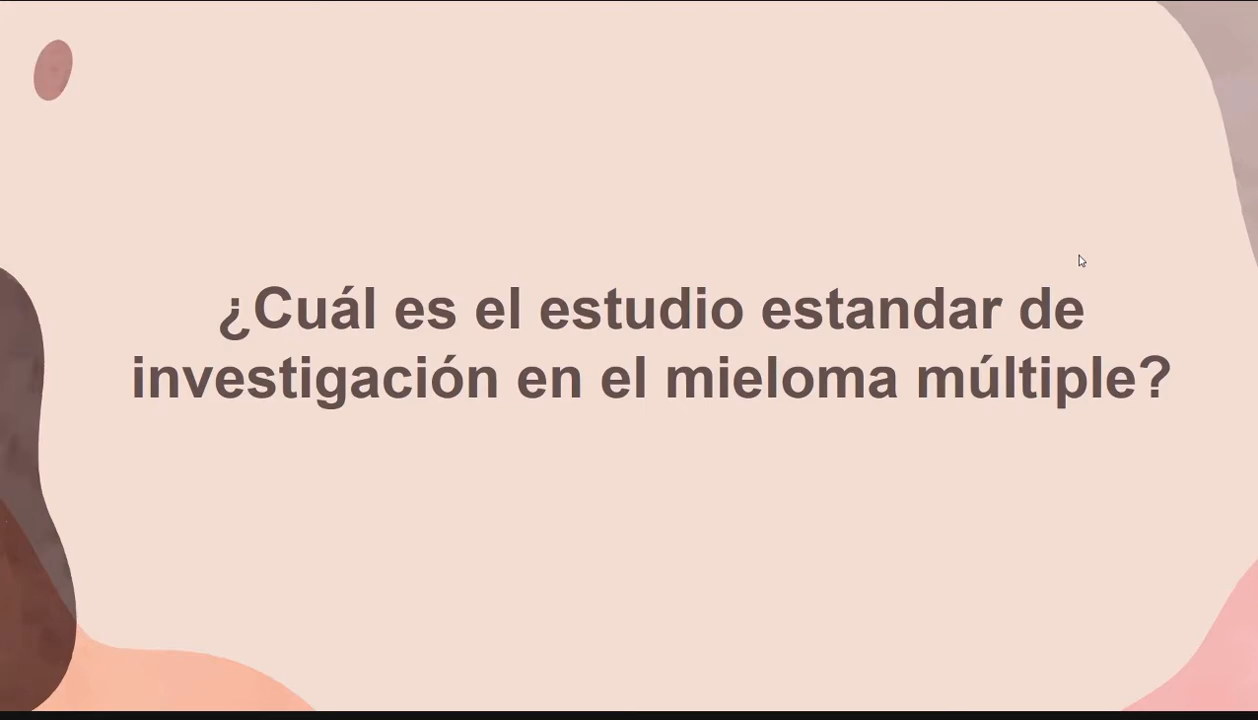 ¿Cuál es el estudio estandar de
investigación en el mieloma múltiple?